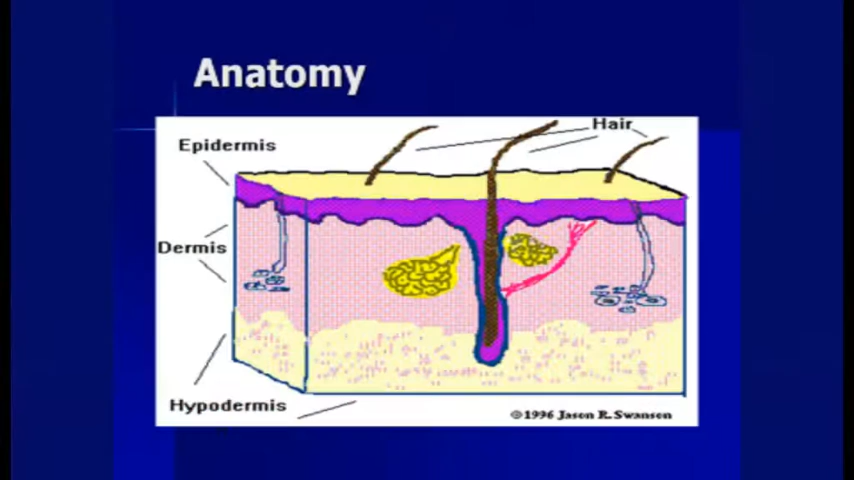 Anatomy
Hair
Epidermis
Dermis
Hypodermis
©1996 Jason R. Swanson